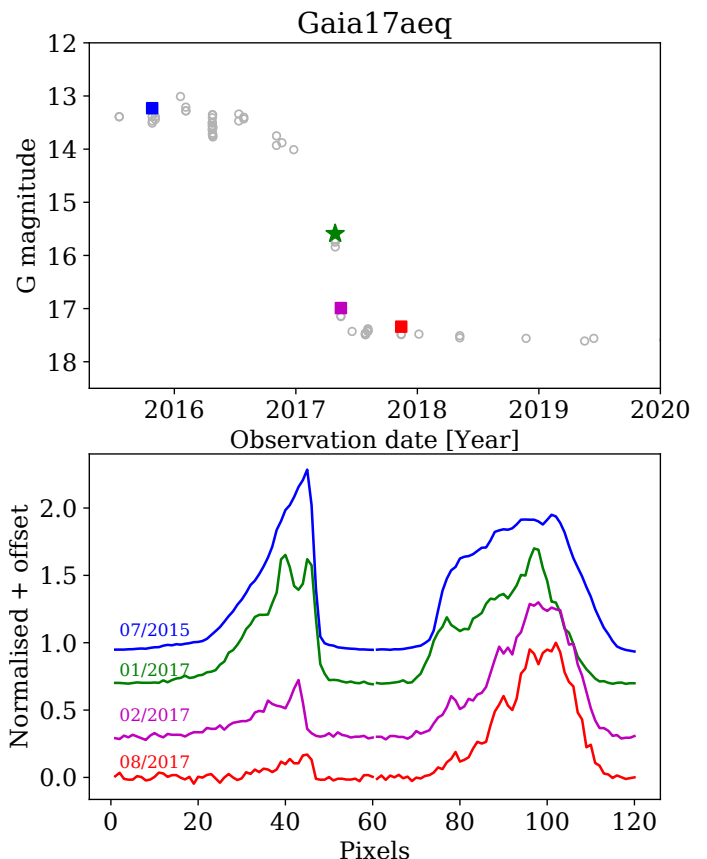 Gaia17aeq
12
13
14
15
16
17
18
G magnitude
2016 2017 2018 2019 2020
Observation date [Year]
2.0
1.5
1.0
0.5
0.0
Normalised + offset
07/2015
01/2017
02/2017
08/2017
0 20 40 60 80 100 120
Pixels